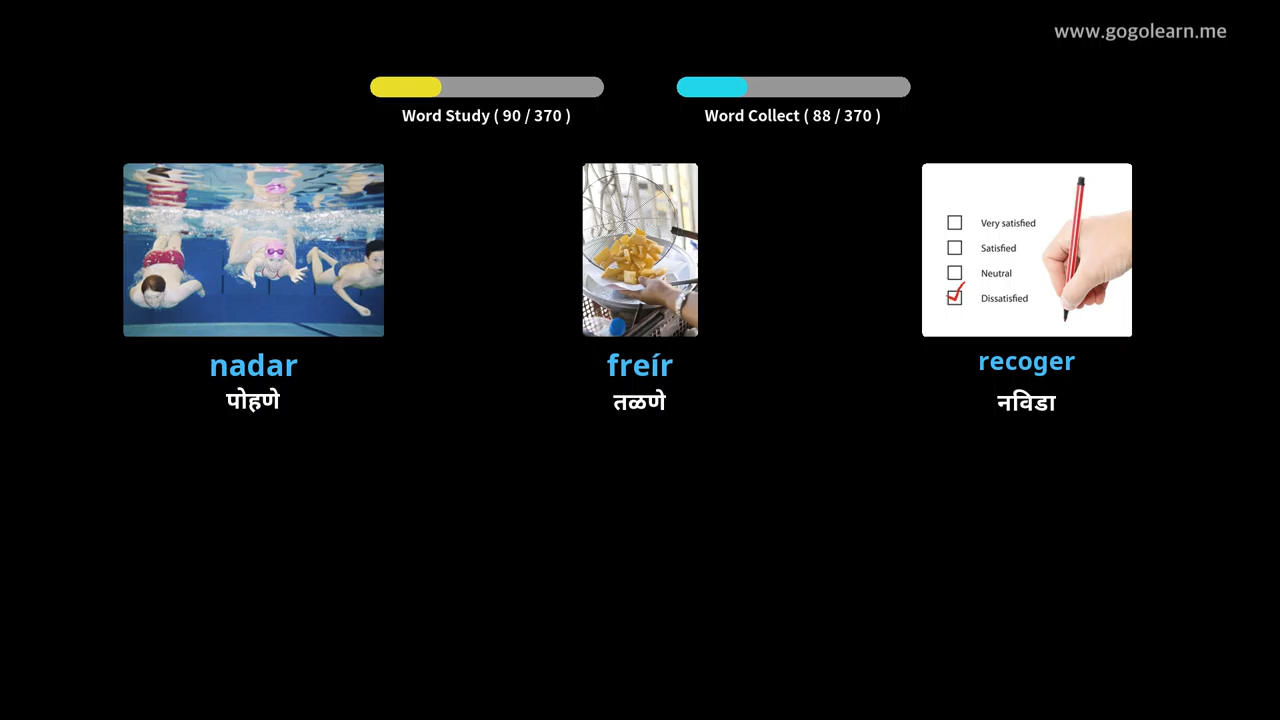 www.gogolearn.me
Word Study ( 90 / 370 )
Word Collect ( 88 / 370 )
Very satisfied
Satisfied
Neutral
Dissatisfied
nadar
freír
recoger
पोहणे
तळणे
नविडा